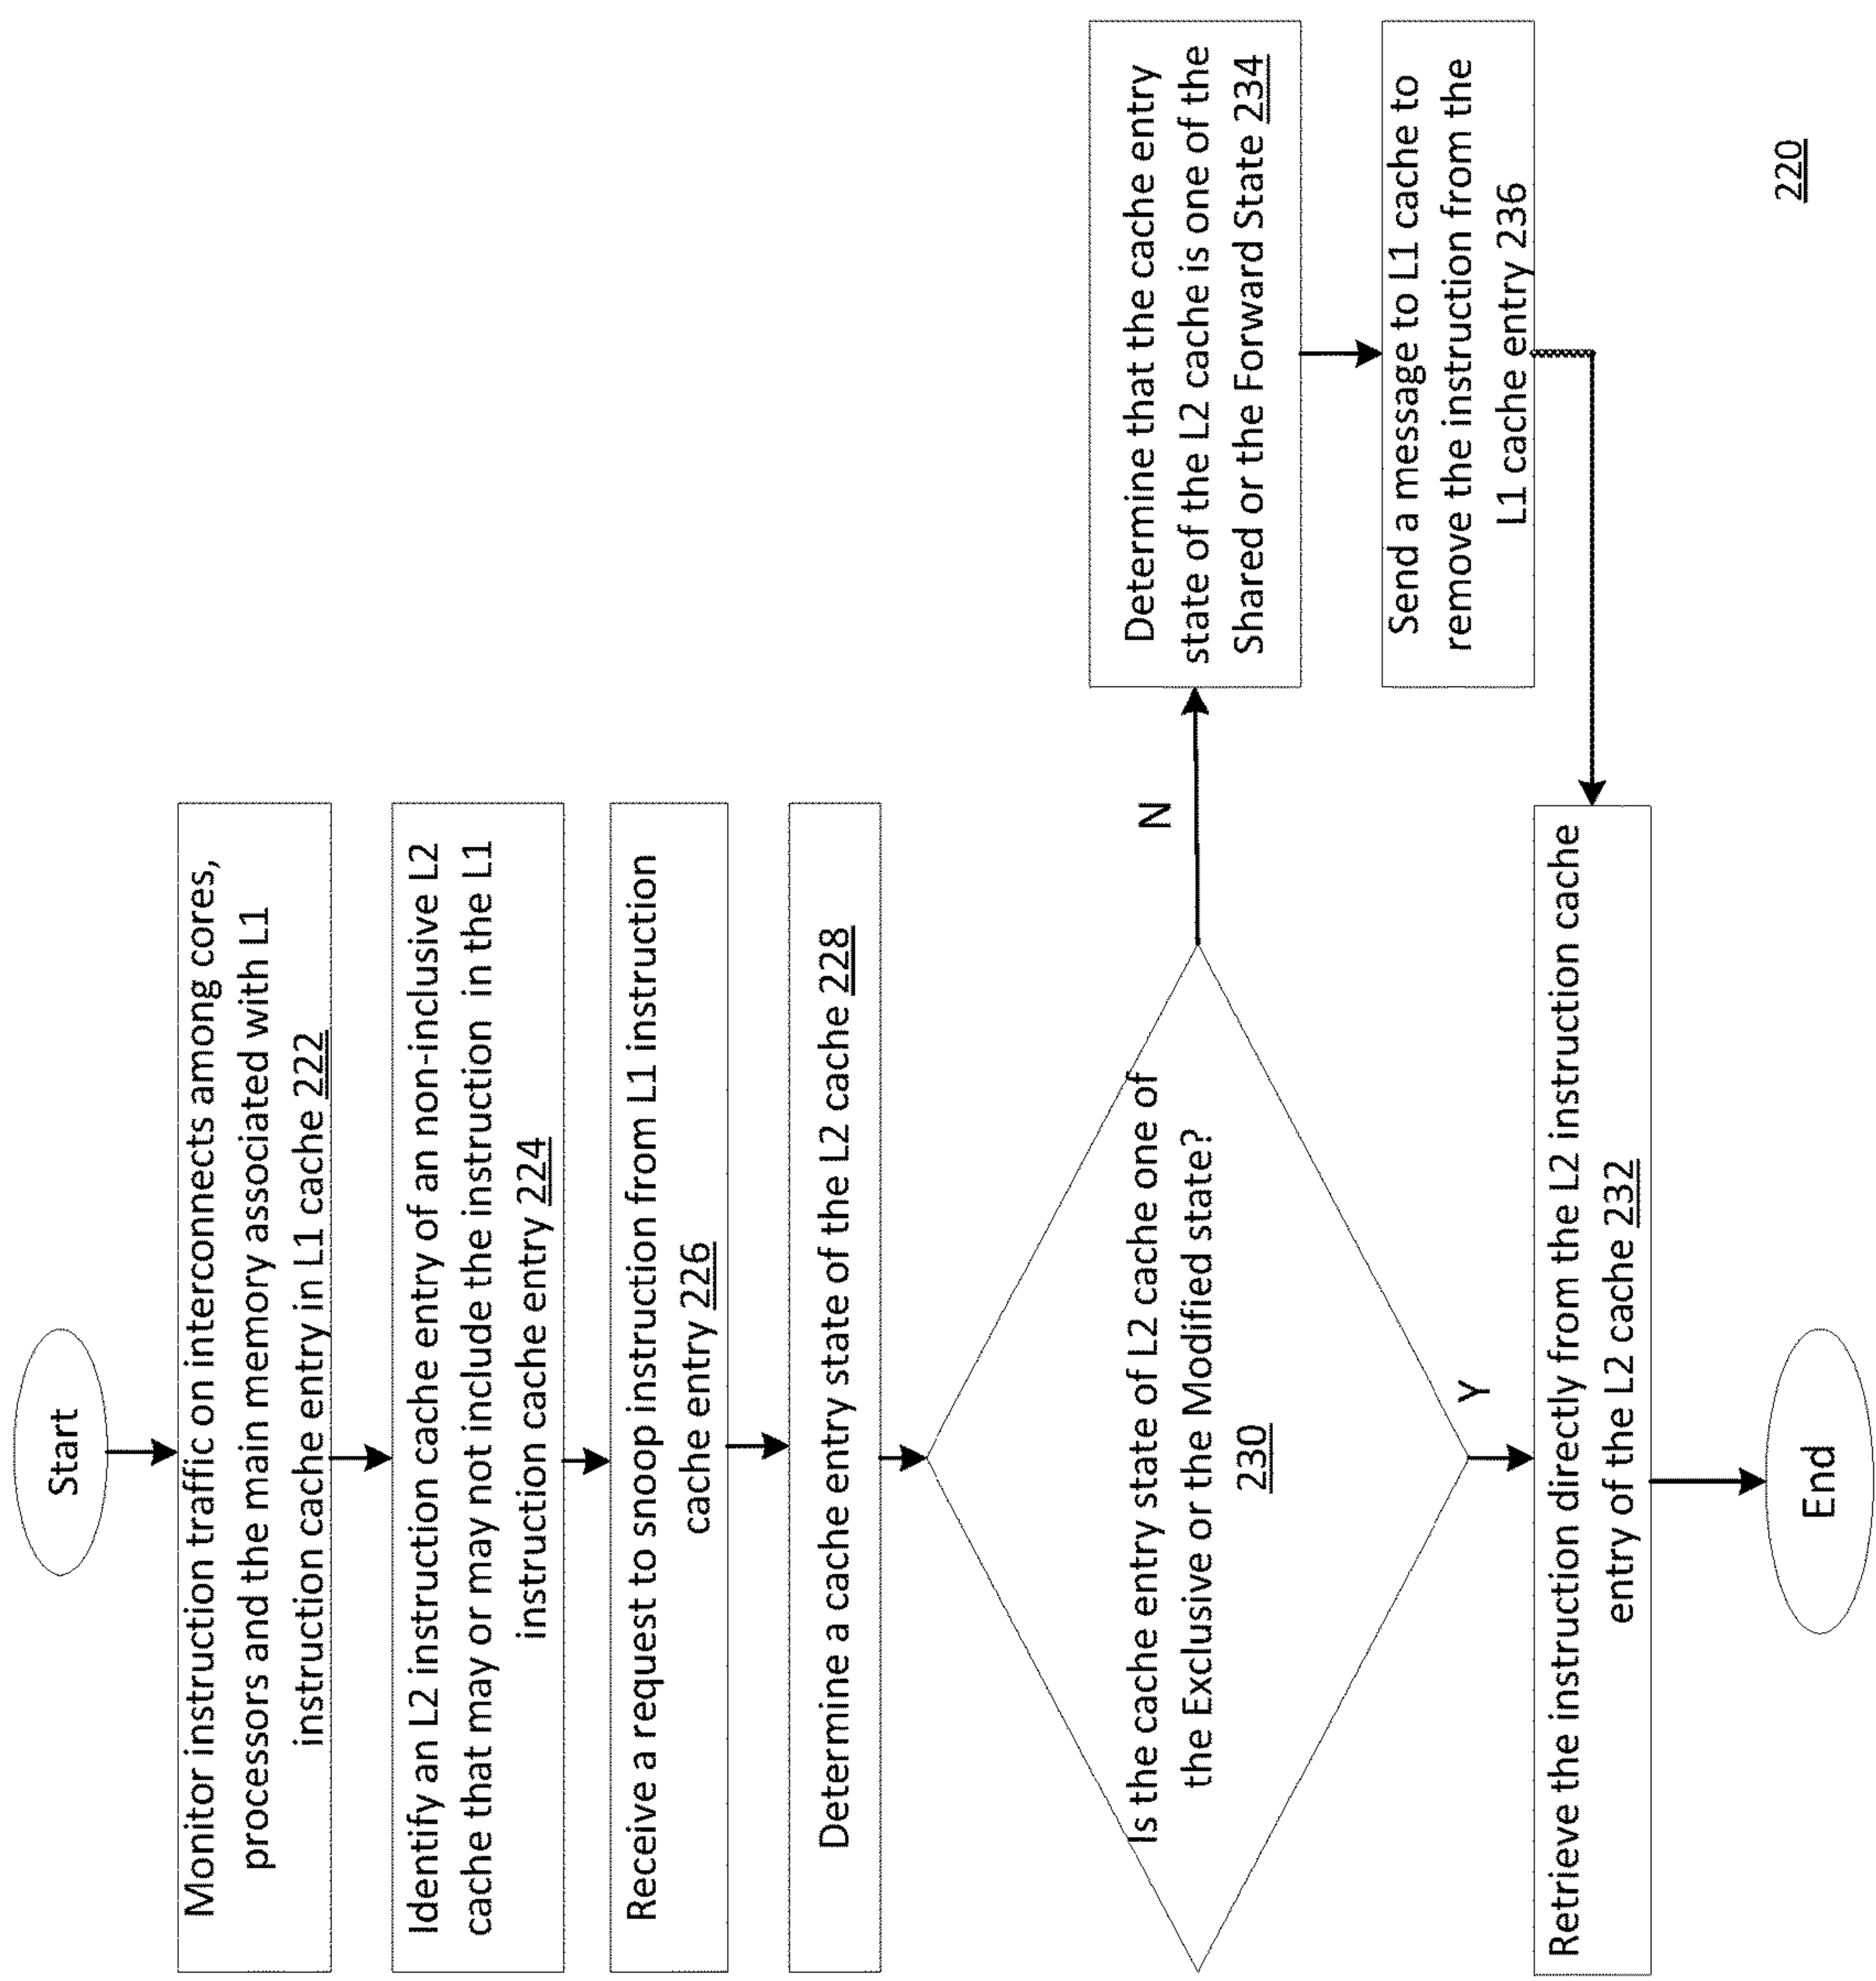 Start
Monitor instruction traffic on interconnects among cores,
processors and the main memory associated with L1
instruction cache entry in L1 cache 222
Identify an L2 instruction cache entry of an non-inclusive L2
cache that may or may not include the instruction in the L1
instruction cache entry 224
Receive a request to snoop instruction from L1 instruction
cache entry 226
Determine a cache entry state of the L2 cache 228
Is the cache entry state of L2 cache one of
the Exclusive or the Modified state?
230
N
Determine that the cache entry
state of the L2 cache is one of the
Shared or the Forward State 234
Send a message to L1 cache to
remove the instruction from the
L1 cache entry 236
Y
Retrieve the instruction directly from the L2 instruction cache
entry of the L2 cache 232
End
220